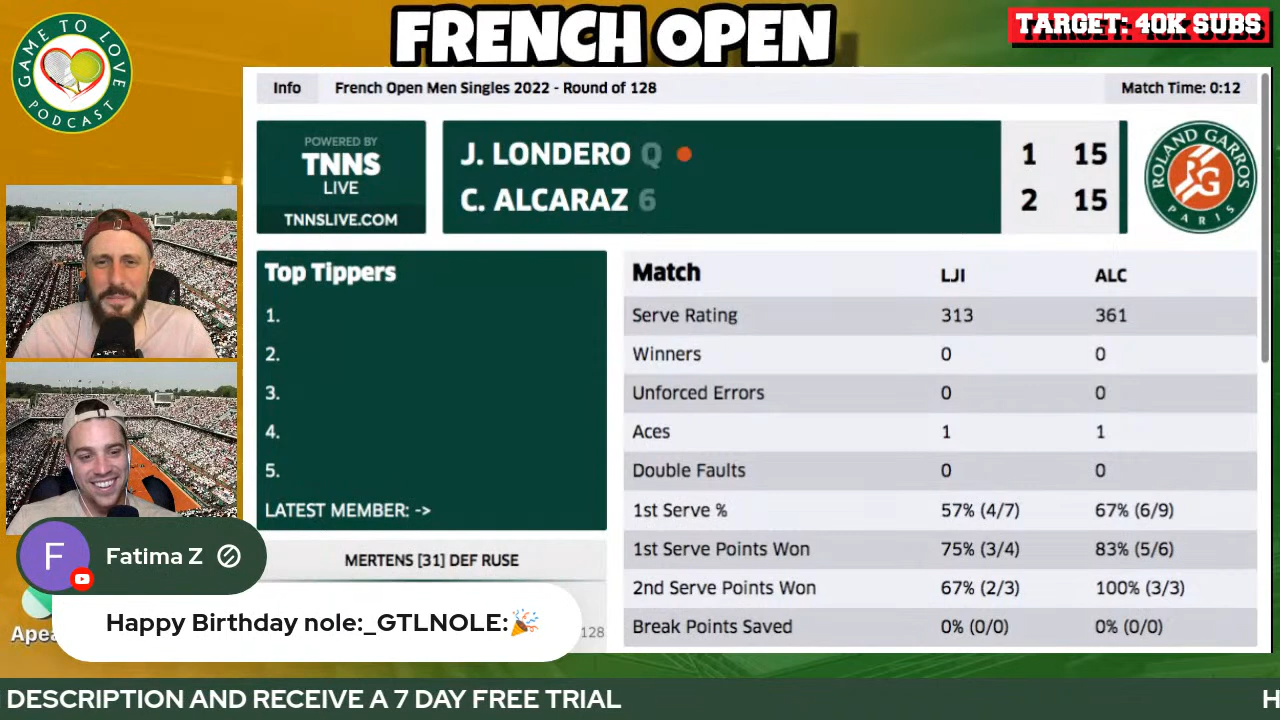 GAME TO LOVE
PODCAST
FRENCH OPEN
TARGET: 40K SUBS
Info
French Open Men Singles 2022 - Round of 128
Match Time: 0:12
POWERED BY
TNNS
LIVE
TNNSLIVE.COM
J. LONDERO Q 1 15
C. ALCARAZ 6 2 15
ROLAND GARROS
RG
PARIS
Top Tippers
1.
2.
3.
4.
5.
LATEST MEMBER: ->
MERTENS [31] DEF RUSE
128
Match LJI ALC
Serve Rating 313 361
Winners 0 0
Unforced Errors 0 0
Aces 1 1
Double Faults 0 0
1st Serve % 57% (4/7) 67% (6/9)
1st Serve Points Won 75% (3/4) 83% (5/6)
2nd Serve Points Won 67% (2/3) 100% (3/3)
Break Points Saved 0% (0/0) 0% (0/0)
F
Fatima Z
Happy Birthday nole:_GTLNOLE:🎉
Apea
DESCRIPTION AND RECEIVE A 7 DAY FREE TRIAL
H